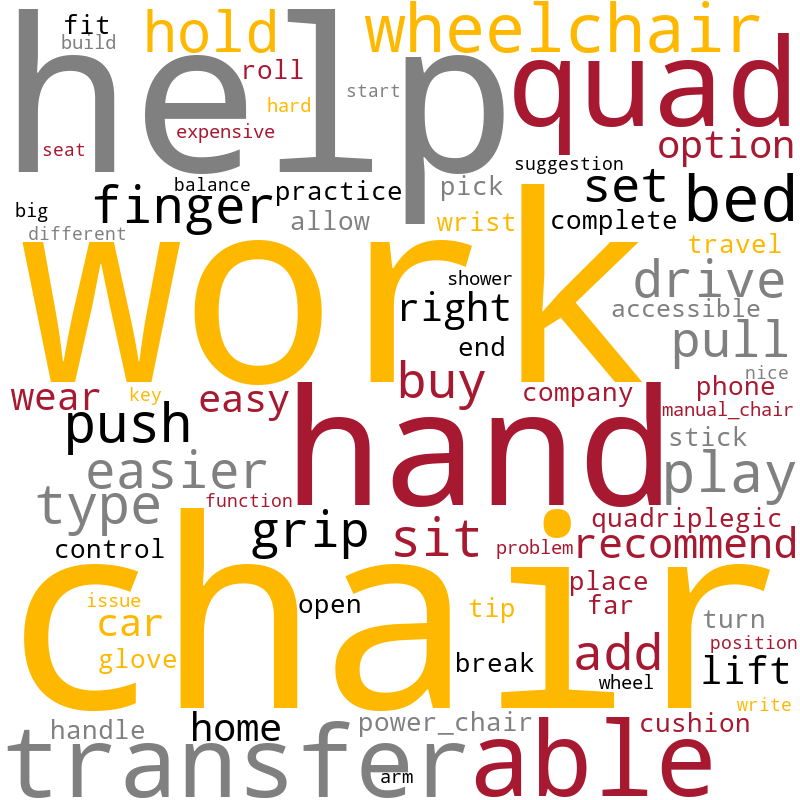 fit
build
hold
wheelchair
help
roll
hard
start
quad
expensive
seat
option
suggestion
balance
practice
pick
set
bed
big
finger
allow
wrist
complete
different
travel
work
shower
drive
right
accessible
end
pull
nice
wear
key
easy
buy
company
phone
manual_chair
push
hand
stick
easier
play
type
function
grip
sit
quadriplegic
control
problem
recommend
chair
issue
open
tip
place
far
car
turn
glove
break
add
position
lift
wheel
write
handle
home
power_chair
cushion
transfer
able
arm